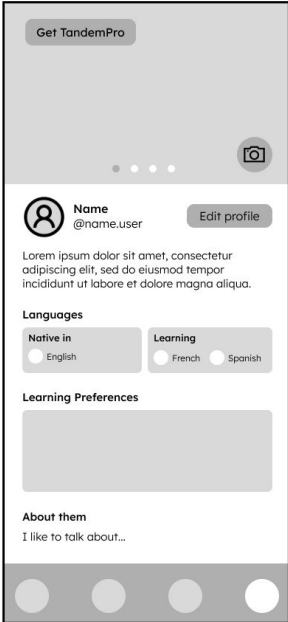 Get TandemPro
Name
@name.user
Edit profile
Lorem ipsum dolor sit amet, consectetur
adipiscing elit, sed do eiusmod tempor
incididunt ut labore et dolore magna aliqua.
Languages
Native in
English
Learning
French
Spanish
Learning Preferences
About them
I like to talk about...